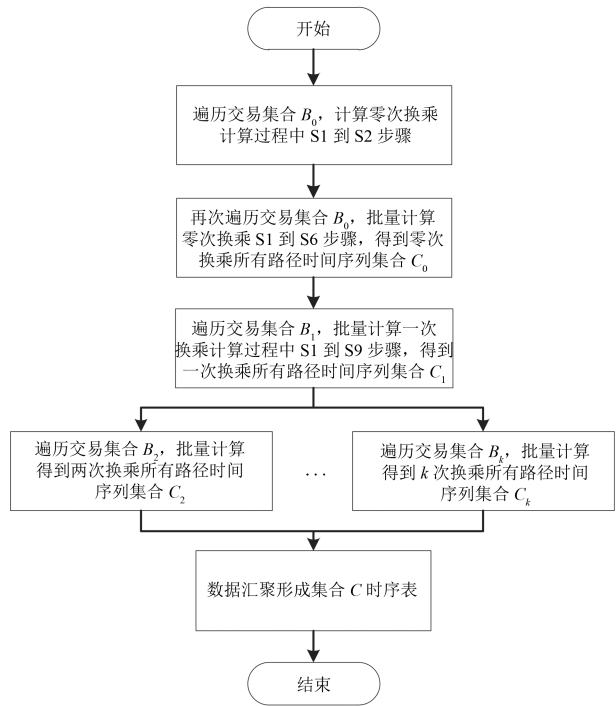 开始
遍历交易集合 B₀，计算零次换乘
计算过程中 S1 到 S2 步骤
再次遍历交易集合 B₀，批量计算
零次换乘 S1 到 S6 步骤，得到零次
换乘所有路径时间序列集合 C₀
遍历交易集合 B₁，批量计算一次
换乘计算过程中 S1 到 S9 步骤，得到
一次换乘所有路径时间序列集合 C₁
遍历交易集合 B₂，批量计算
得到两次换乘所有路径时间
序列集合 C₂
...
遍历交易集合 Bₖ，批量计算
得到 k 次换乘所有路径时间
序列集合 Cₖ
数据汇聚形成集合 C 时序表
结束